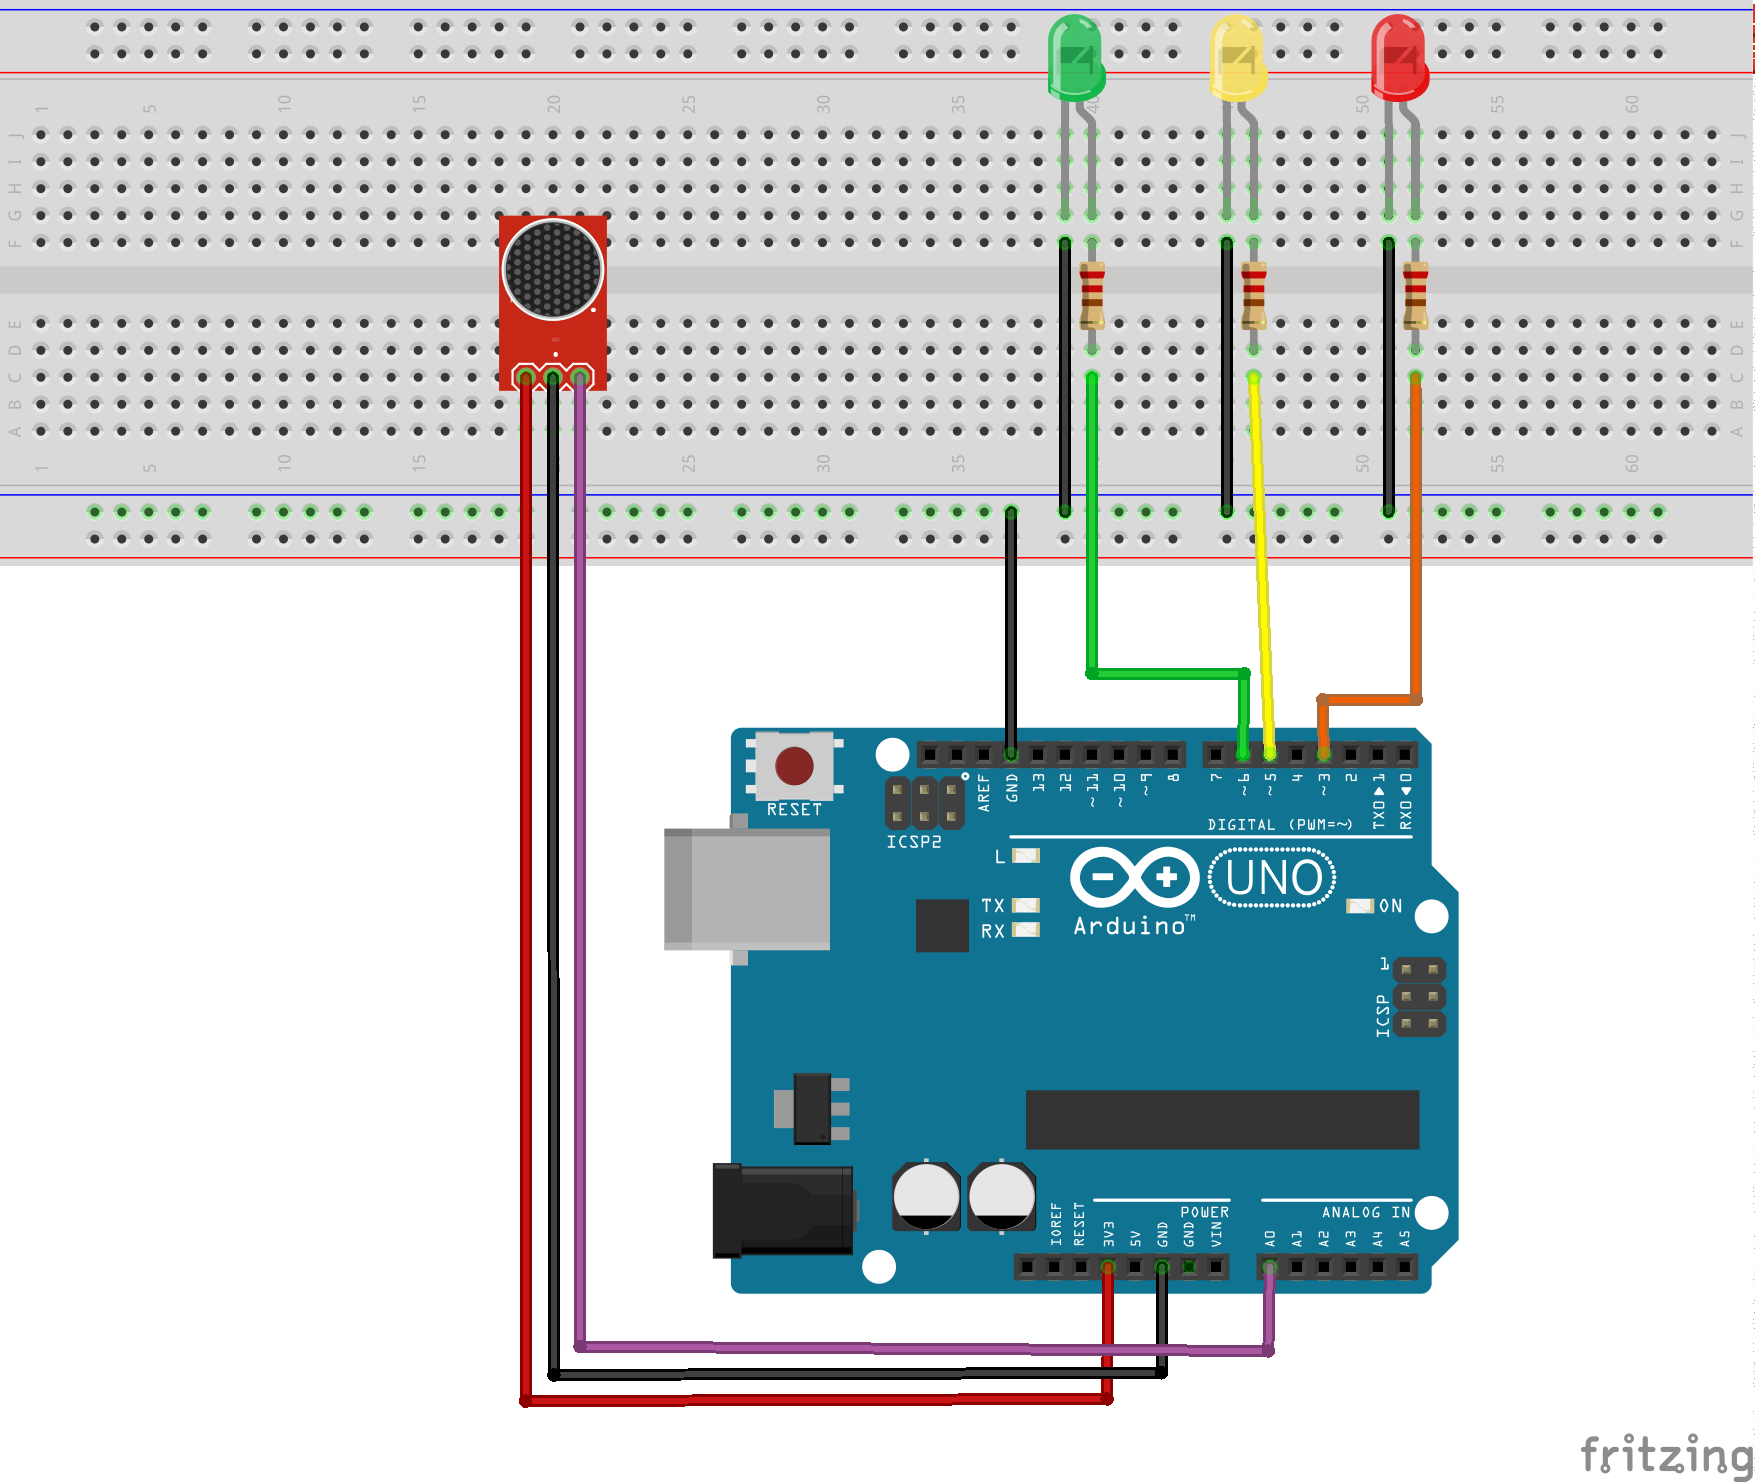 1 5 10 15 20 25 30 35 40 50 55 60
J J
I I
H H
G G
F F
E E
D D
C C
B B
A A
1 5 10 15 25 35 50 55 60
RESET
AREF GND 13 12 ~11 ~10 ~9 8 7 ~6 ~5 4 ~3 2 TX0▶1 RX0◀0
ICSP2
DIGITAL (PWM=~)
L
UNO
TX
RX
Arduino™
ON
1
ICSP
POWER ANALOG IN
IOREF RESET 3V3 5V GND GND VIN A0 A1 A2 A3 A4 A5
fritzing